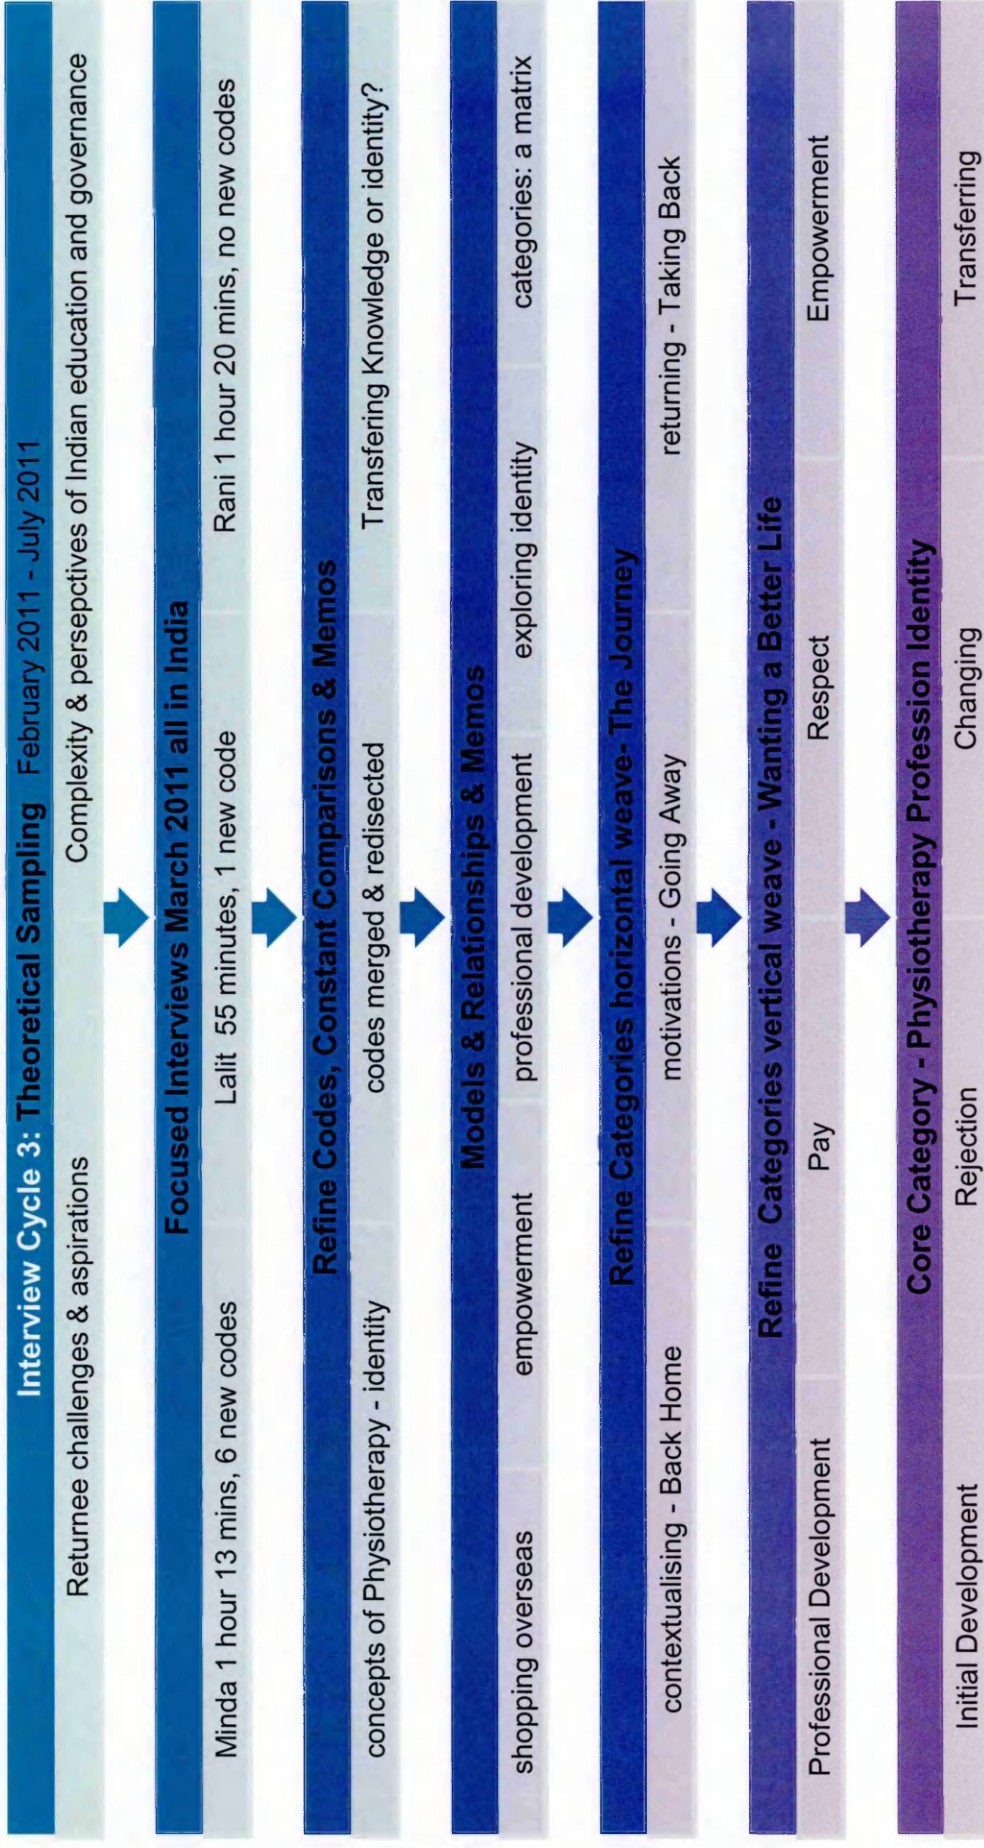 Interview Cycle 3: Theoretical Sampling February 2011 - July 2011
Returnee challenges & aspirations
Complexity & persepctives of Indian education and governance
Focused Interviews March 2011 all in India
Minda 1 hour 13 mins, 6 new codes
Lalit 55 minutes, 1 new code
Rani 1 hour 20 mins, no new codes
Refine Codes, Constant Comparisons & Memos
concepts of Physiotherapy - identity
codes merged & redisected
Transfering Knowledge or identity?
Models & Relationships & Memos
shopping overseas
empowerment
professional development
exploring identity
categories: a matrix
Refine Categories horizontal weave- The Journey
contextualising - Back Home
motivations - Going Away
returning - Taking Back
Refine Categories vertical weave - Wanting a Better Life
Professional Development
Pay
Respect
Empowerment
Core Category - Physiotherapy Profession Identity
Initial Development
Rejection
Changing
Transferring